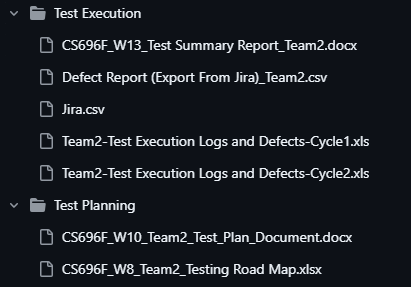 Test Execution
CS696F_W13_Test Summary Report_Team2.docx
Defect Report (Export From Jira)_Team2.csv
Jira.csv
Team2-Test Execution Logs and Defects-Cycle1.xls
Team2-Test Execution Logs and Defects-Cycle2.xls
Test Planning
CS696F_W10_Team2_Test_Plan_Document.docx
CS696F_W8_Team2_Testing Road Map.xlsx